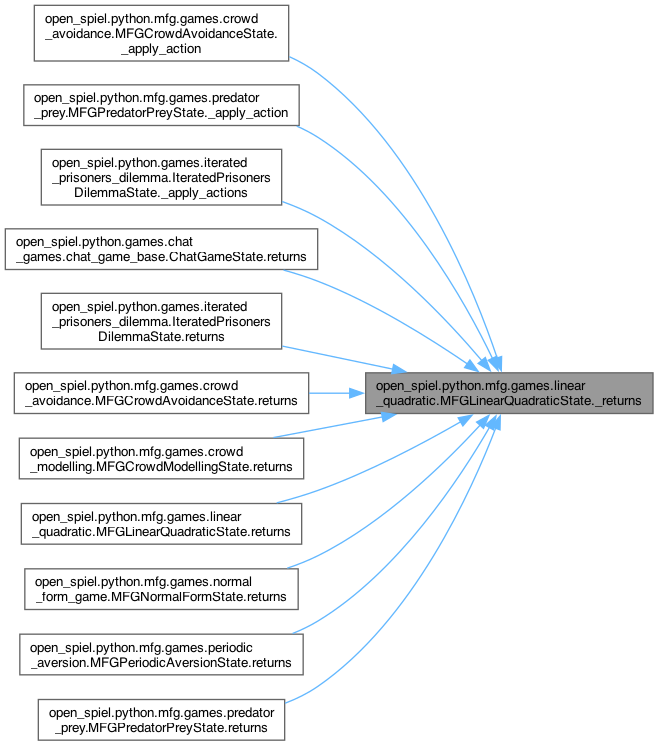 open_spiel.python.mfg.games.crowd
_avoidance.MFGCrowdAvoidanceState.
_apply_action
open_spiel.python.mfg.games.predator
_prey.MFGPredatorPreyState._apply_action
open_spiel.python.games.iterated
_prisoners_dilemma.IteratedPrisoners
DilemmaState._apply_actions
open_spiel.python.games.chat
_games.chat_game_base.ChatGameState.returns
open_spiel.python.games.iterated
_prisoners_dilemma.IteratedPrisoners
DilemmaState.returns
open_spiel.python.mfg.games.linear
_quadratic.MFGLinearQuadraticState._returns
open_spiel.python.mfg.games.crowd
_avoidance.MFGCrowdAvoidanceState.returns
open_spiel.python.mfg.games.crowd
_modelling.MFGCrowdModellingState.returns
open_spiel.python.mfg.games.linear
_quadratic.MFGLinearQuadraticState.returns
open_spiel.python.mfg.games.normal
_form_game.MFGNormalFormState.returns
open_spiel.python.mfg.games.periodic
_aversion.MFGPeriodicAversionState.returns
open_spiel.python.mfg.games.predator
_prey.MFGPredatorPreyState.returns